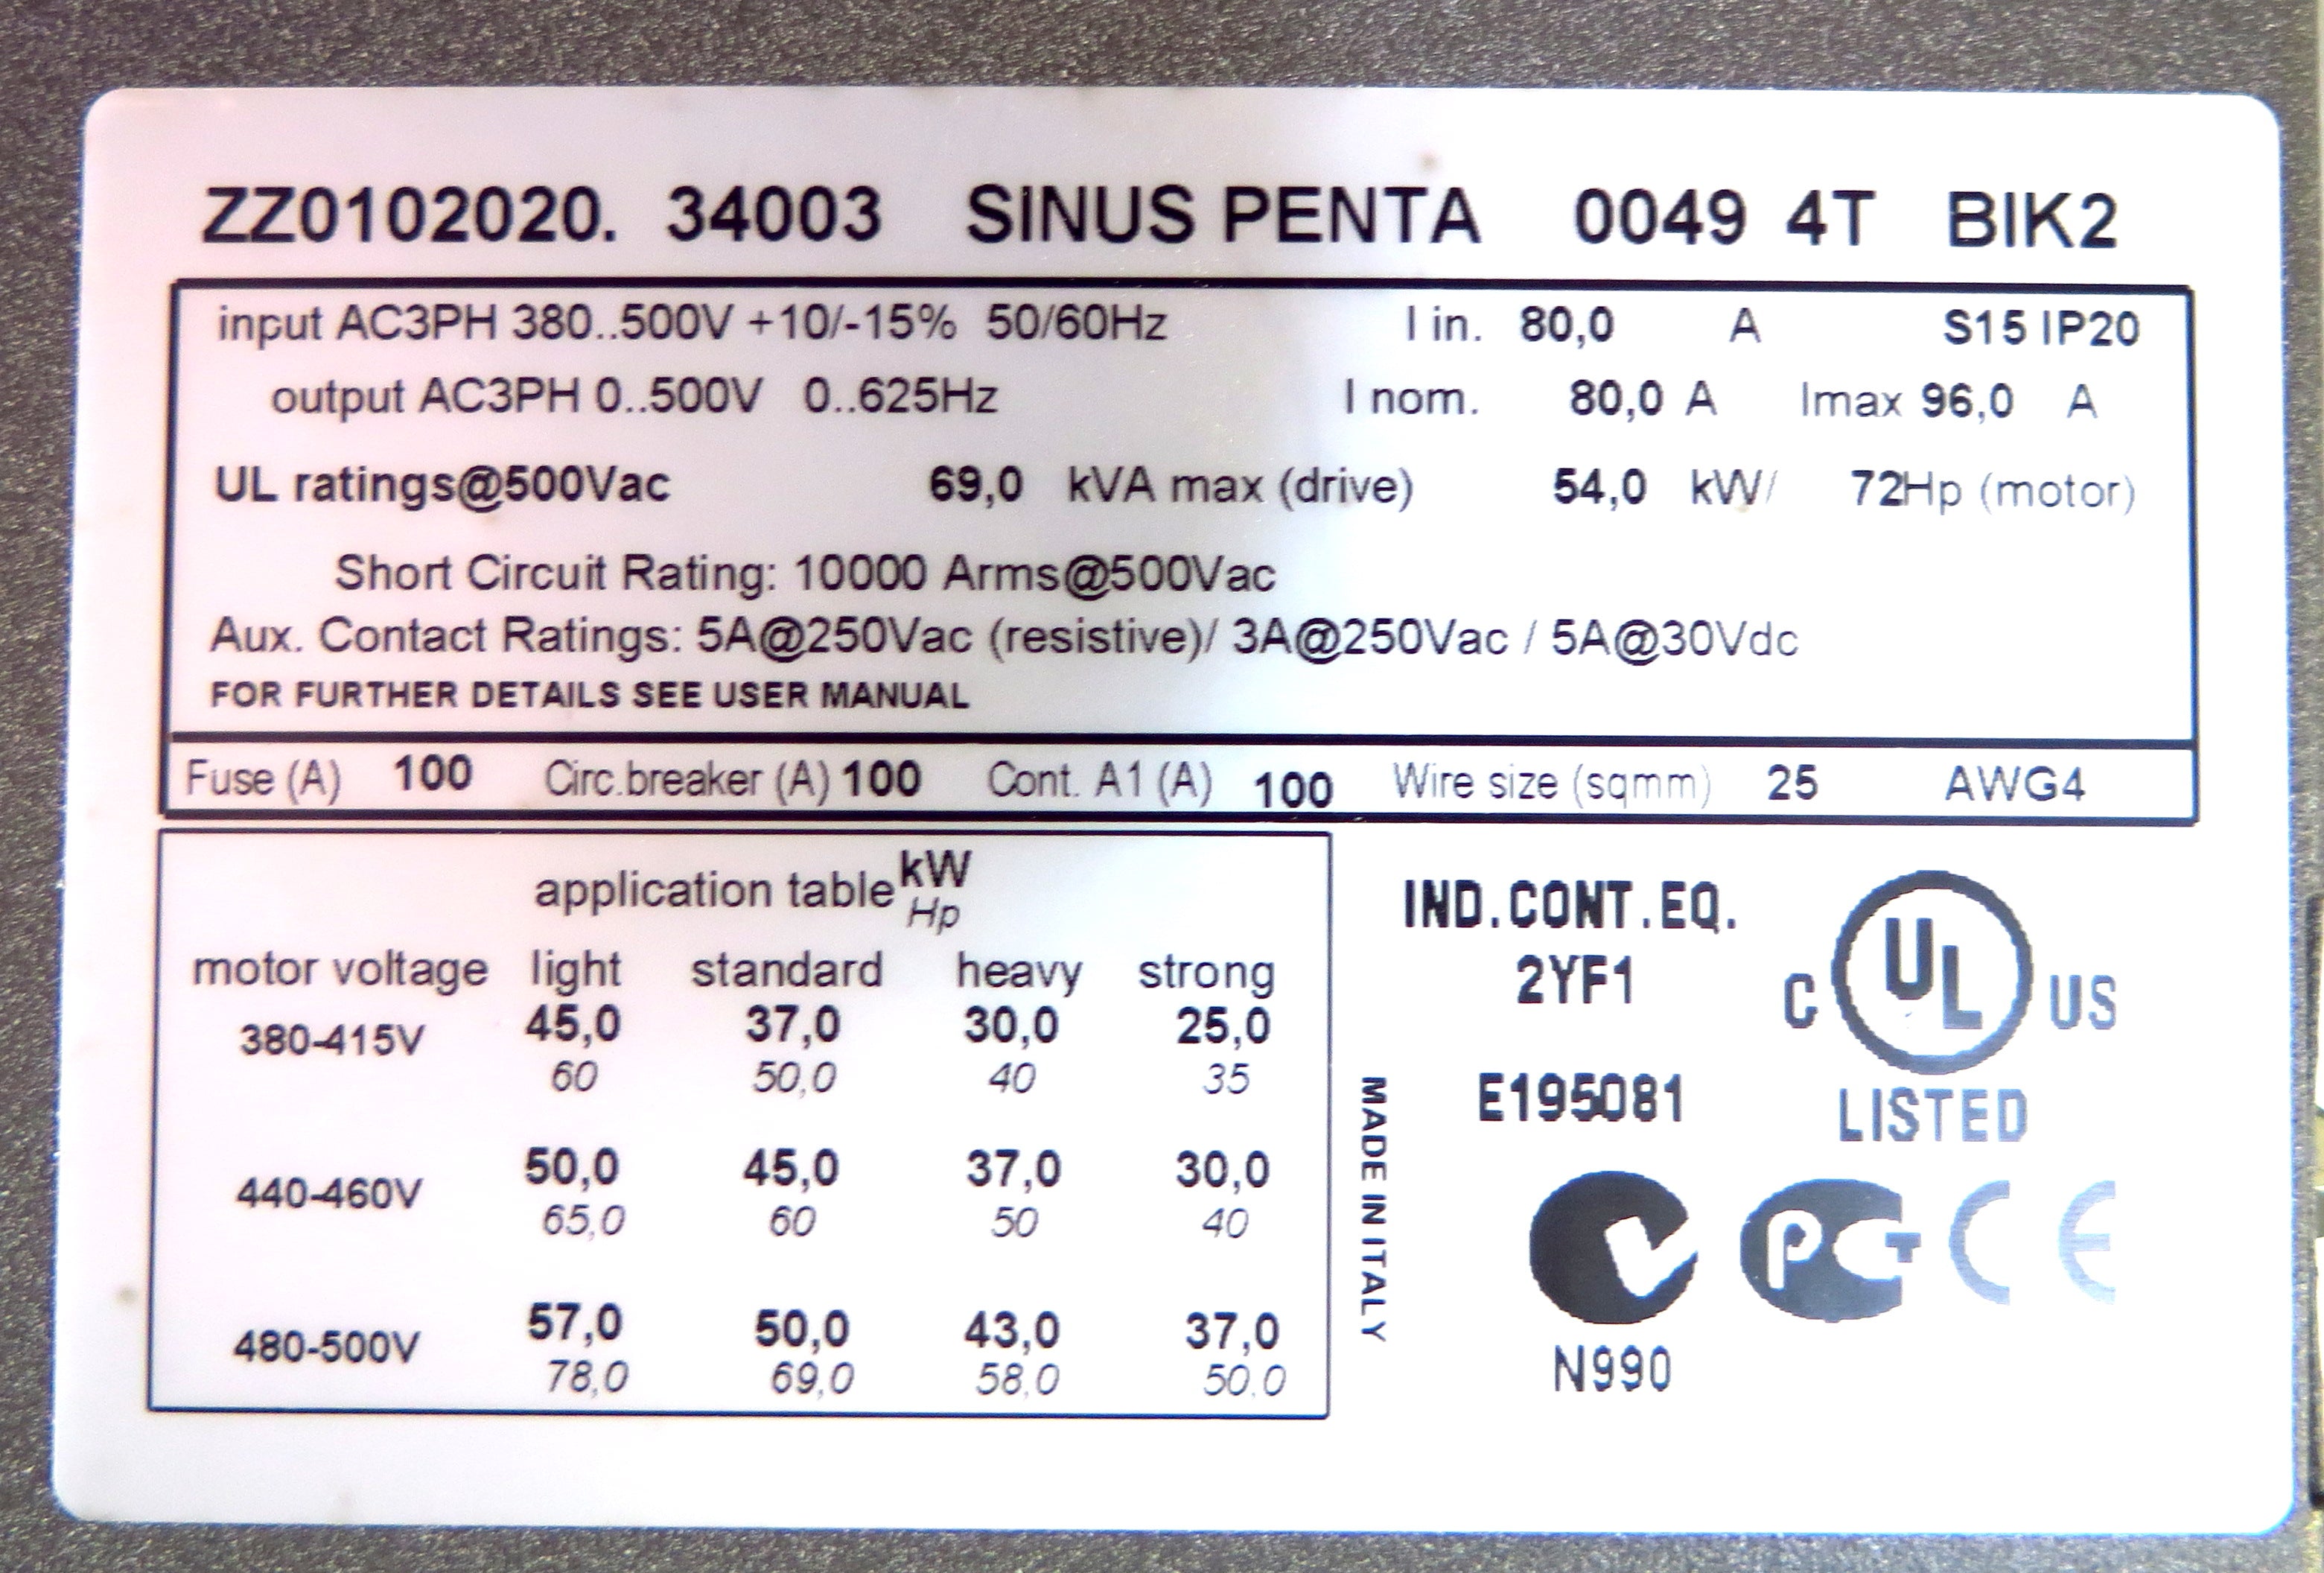 ZZ0102020. 34003 SINUS PENTA 0049 4T BIK2
input AC3PH 380..500V +10/-15% 50/60Hz I in. 80,0 A S15 IP20
output AC3PH 0..500V 0..625Hz I nom. 80,0 A Imax 96,0 A
UL ratings@500Vac 69,0 kVA max (drive) 54,0 kW/ 72Hp (motor)
Short Circuit Rating: 10000 Arms@500Vac
Aux. Contact Ratings: 5A@250Vac (resistive)/ 3A@250Vac / 5A@30Vdc
FOR FURTHER DETAILS SEE USER MANUAL
Fuse (A) 100 Circ.breaker (A) 100 Cont. A1 (A) 100 Wire size (sqmm) 25 AWG4
application table kW
Hp
motor voltage light standard heavy strong
380-415V 45,0 37,0 30,0 25,0
60 50,0 40 35
440-460V 50,0 45,0 37,0 30,0
65,0 60 50 40
480-500V 57,0 50,0 43,0 37,0
78,0 69,0 58,0 50,0
MADE IN ITALY
IND.CONT.EQ.
2YF1
E195081
C UL US
LISTED
PCT CE
N990